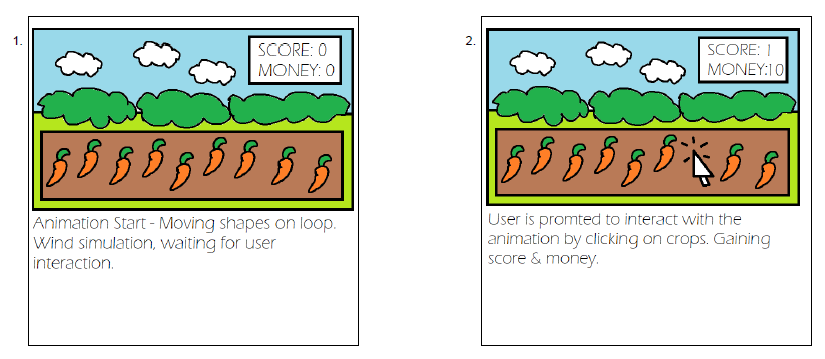 1.
SCORE: 0
MONEY: 0
Animation Start - Moving shapes on loop.
Wind simulation, waiting for user
interaction.
2.
SCORE: 1
MONEY:10
User is promted to interact with the
animation by clicking on crops. Gaining
score & money.